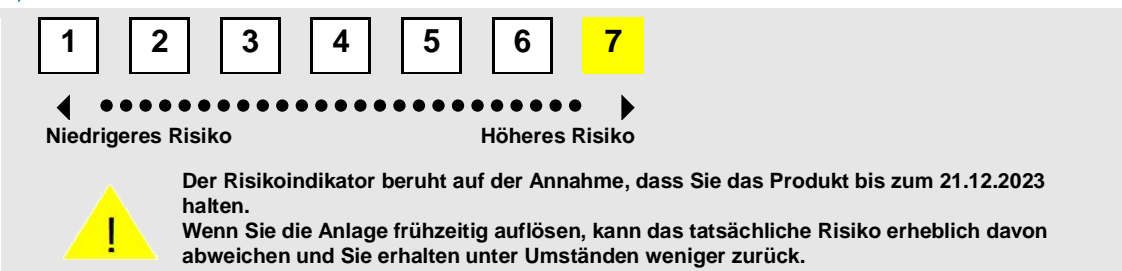 1 2 3 4 5 6 7
Niedrigeres Risiko Höheres Risiko
Der Risikoindikator beruht auf der Annahme, dass Sie das Produkt bis zum 21.12.2023
halten.
Wenn Sie die Anlage frühzeitig auflösen, kann das tatsächliche Risiko erheblich davon
abweichen und Sie erhalten unter Umständen weniger zurück.
!